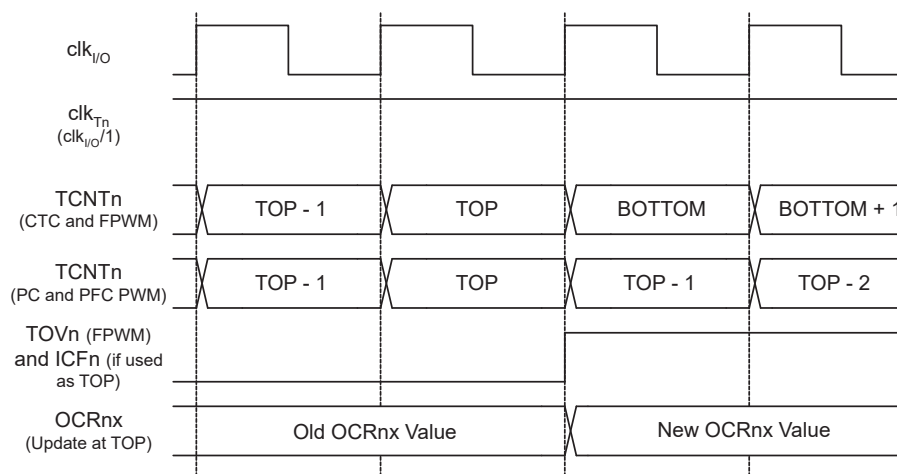 clkI/O
clkTn
(clkI/O/1)
TCNTn
(CTC and FPWM)
TOP - 1 TOP BOTTOM BOTTOM + 1
TCNTn
(PC and PFC PWM)
TOP - 1 TOP TOP - 1 TOP - 2
TOVn (FPWM)
and ICFn (if used
as TOP)
OCRnx
(Update at TOP)
Old OCRnx Value New OCRnx Value